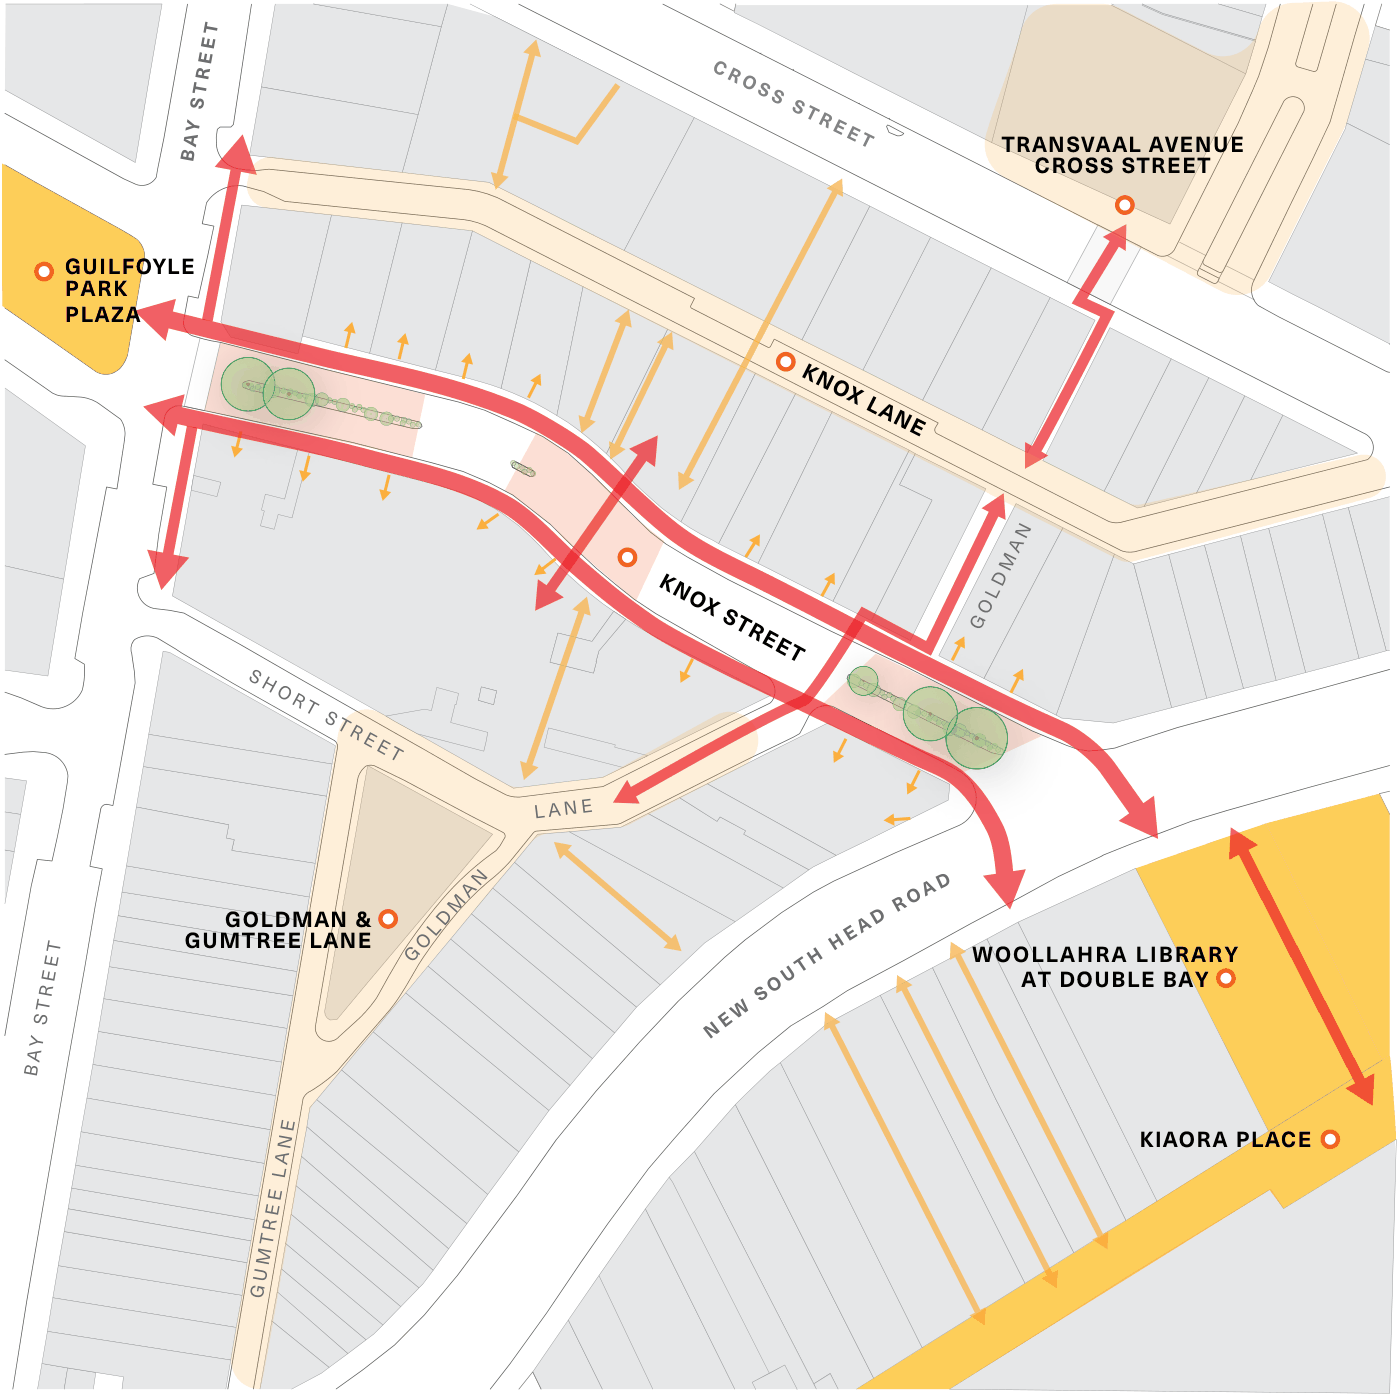 BAY STREET
CROSS STREET
TRANSVAAL AVENUE
CROSS STREET
GUILFOYLE
PARK
PLAZA
KNOX LANE
GOLDMAN
KNOX STREET
SHORT STREET
LANE
GOLDMAN &
GUMTREE LANE
GOLDMAN
NEW SOUTH HEAD ROAD
WOOLLAHRA LIBRARY
AT DOUBLE BAY
BAY STREET
KIAORA PLACE
GUMTREE LANE